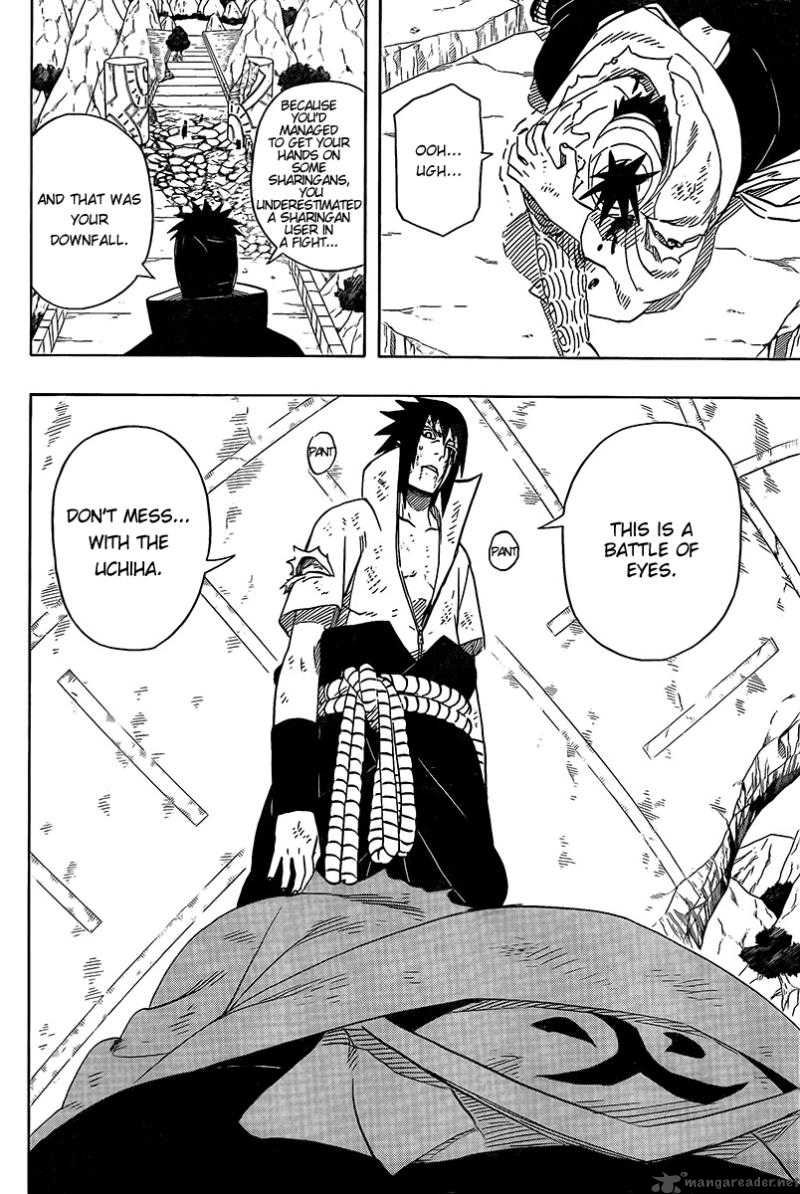 OOH...
UGH...
BECAUSE
YOU'D
MANAGED
TO GET YOUR
HANDS ON
SOME
SHARINGANS,
YOU
UNDERESTIMATED
A SHARINGAN
USER IN
A FIGHT...
AND THAT WAS
YOUR
DOWNFALL.
THIS IS A
BATTLE OF
EYES.
PANT
PANT
DON'T MESS...
WITH THE
UCHIHA.
mangareader.net